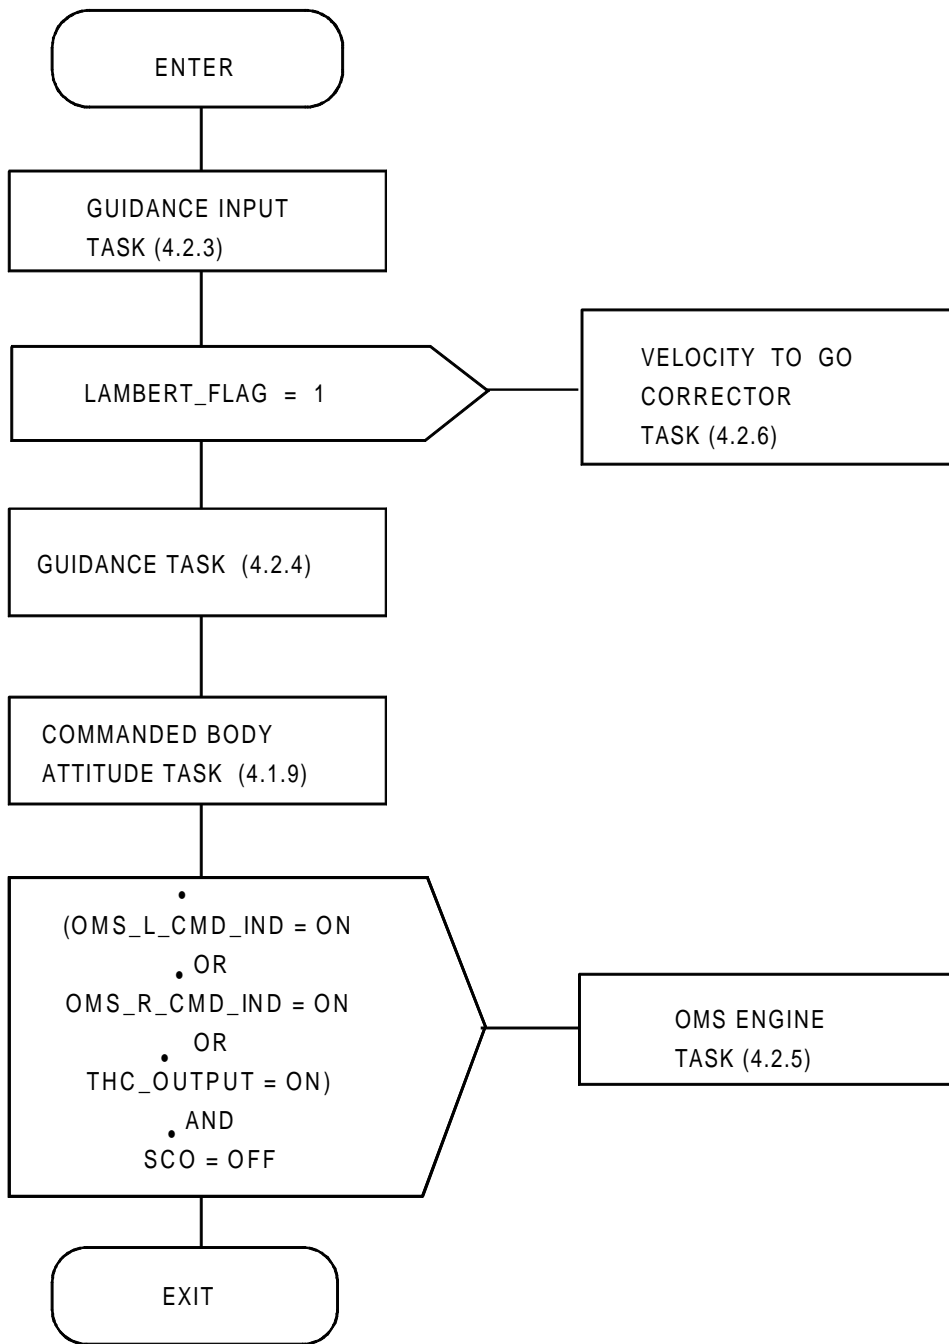 ENTER
GUIDANCE INPUT
TASK (4.2.3)
LAMBERT_FLAG = 1
VELOCITY TO GO
CORRECTOR
TASK (4.2.6)
GUIDANCE TASK (4.2.4)
COMMANDED BODY
ATTITUDE TASK (4.1.9)
(OMS_L_CMD_IND = ON
OR
OMS_R_CMD_IND = ON
OR
THC_OUTPUT = ON)
AND
SCO = OFF
OMS ENGINE
TASK (4.2.5)
EXIT